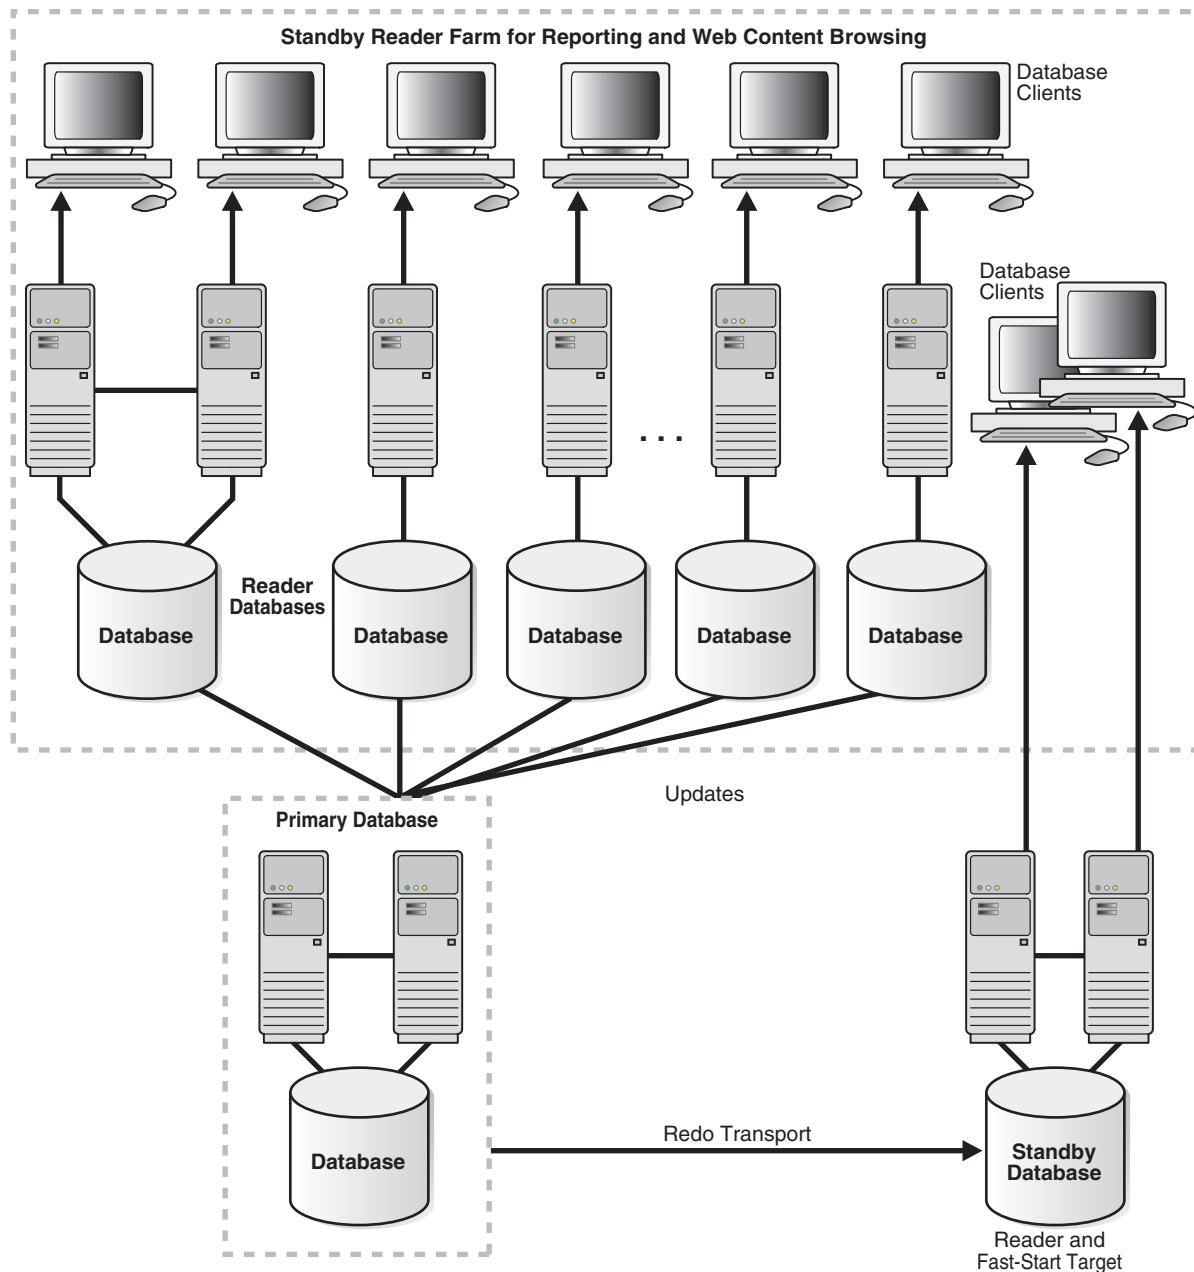 Standby Reader Farm for Reporting and Web Content Browsing
Database
Clients
Database
Clients
. . .
Reader
Databases
Database
Database
Database
Database
Database
Updates
Primary Database
Database
Redo Transport
Standby
Database
Reader and
Fast-Start Target